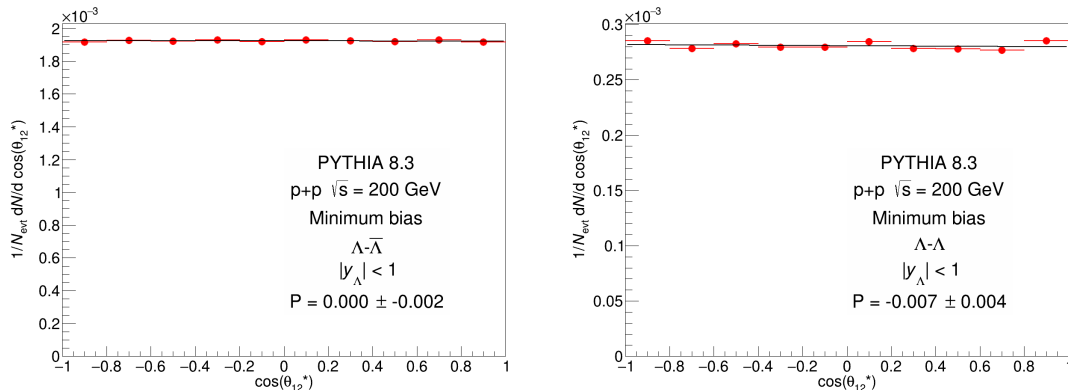 ×10⁻³
2
1.8
1.6
1.4
1.2
1
0.8
0.6
0.4
0.2
0
1/N_evt dN/d cos(θ₁₂*)
PYTHIA 8.3
p+p √s = 200 GeV
Minimum bias
Λ-Λ̅
|y_Λ| < 1
P = 0.000 ± -0.002
−1 −0.8 −0.6 −0.4 −0.2 0 0.2 0.4 0.6 0.8 1
cos(θ₁₂*)
×10⁻³
0.3
0.25
0.2
0.15
0.1
0.05
0
1/N_evt dN/d cos(θ₁₂*)
PYTHIA 8.3
p+p √s = 200 GeV
Minimum bias
Λ-Λ
|y_Λ| < 1
P = -0.007 ± 0.004
−1 −0.8 −0.6 −0.4 −0.2 0 0.2 0.4 0.6 0.8 1
cos(θ₁₂*)